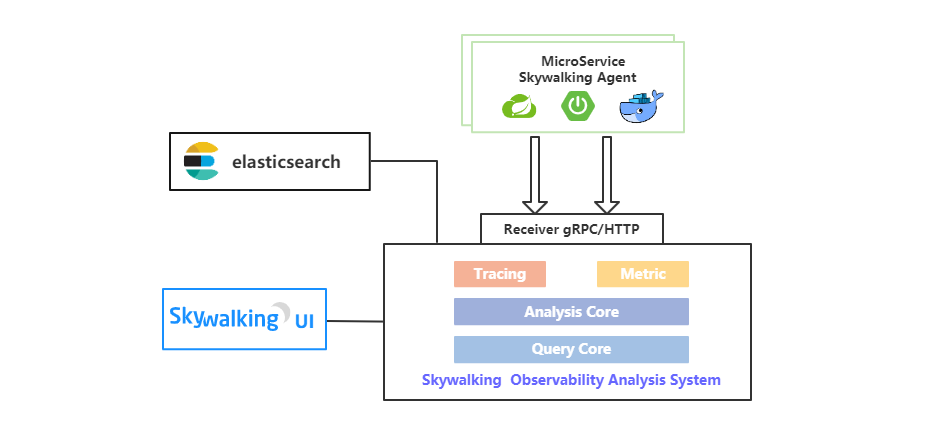 MicroService
Skywalking Agent
elasticsearch
Receiver gRPC/HTTP
Tracing
Metric
Analysis Core
Skywalking UI
Query Core
Skywalking Observability Analysis System